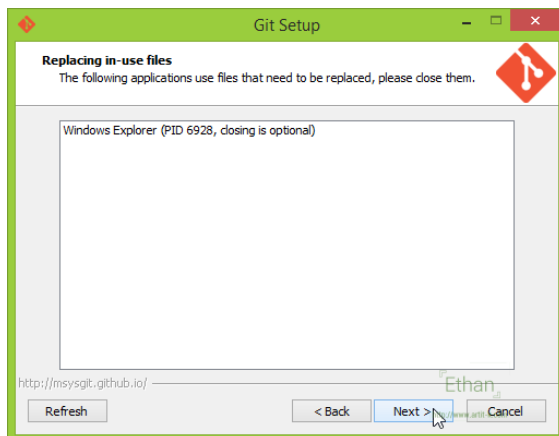 Git Setup
Replacing in-use files
The following applications use files that need to be replaced, please close them.
Windows Explorer (PID 6928, closing is optional)
http://msysgit.github.io/
Ethan
Refresh
< Back
Next >
Cancel